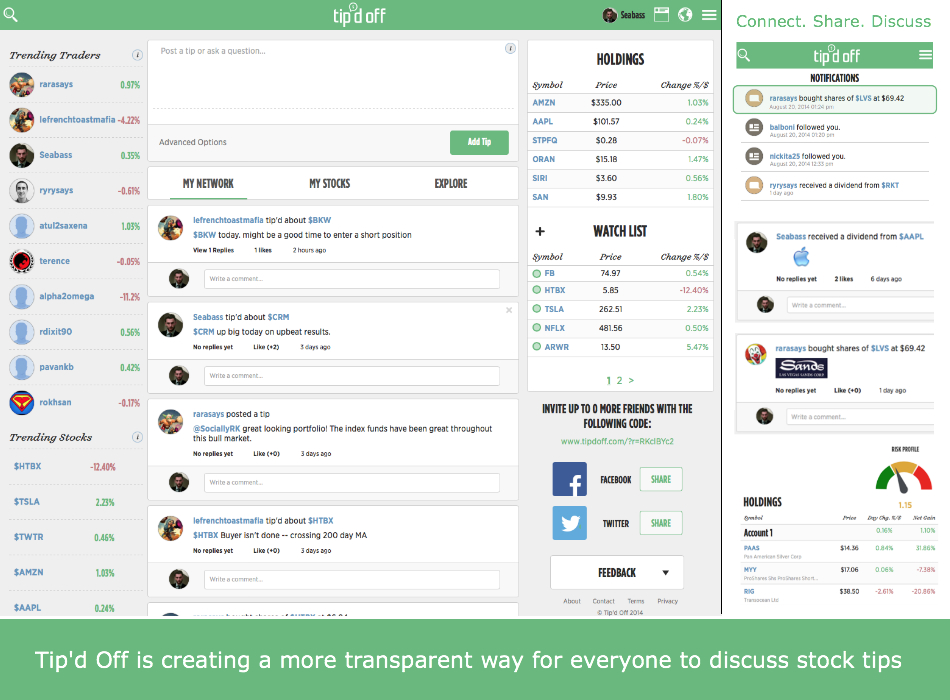 tip'd off
Seabass
Trending Traders
i
rarasays 0.97%
lefrenchtoastmafia -4.22%
Seabass 0.35%
ryrysays -0.61%
atul2saxena 1.03%
terence -0.05%
alpha2omega -11.2%
rdixit90 0.56%
pavankb 0.42%
rokhsan -0.17%
Trending Stocks
i
$HTBX -12.40%
$TSLA 2.23%
$TWTR 0.46%
$AMZN 1.03%
$AAPL 0.24%
Post a tip or ask a question...
i
Advanced Options
Add Tip
MY NETWORK MY STOCKS EXPLORE
lefrenchtoastmafia tip'd about $BKW
$BKW today. might be a good time to enter a short position
View 1 Replies 1 likes 2 hours ago
Write a comment...
Seabass tip'd about $CRM
$CRM up big today on upbeat results.
No replies yet Like (+2) 3 days ago
Write a comment...
rarasays posted a tip
@SociallyRK great looking portfolio! The index funds have been great throughout
this bull market.
No replies yet Like (+0) 3 days ago
Write a comment...
lefrenchtoastmafia tip'd about $HTBX
$HTBX Buyer isn't done -- crossing 200 day MA
No replies yet Like (+0) 3 days ago
Write a comment...
HOLDINGS
Symbol Price Change %/$
AMZN $335.00 1.03%
AAPL $101.57 0.24%
STPFQ $0.28 -0.07%
ORAN $15.18 1.47%
SIRI $3.60 0.56%
SAN $9.93 1.80%
+ WATCH LIST
Symbol Price Change %/$
FB 74.97 0.54%
HTBX 5.85 -12.40%
TSLA 262.51 2.23%
NFLX 481.56 0.50%
ARWR 13.50 5.47%
1 2 >
INVITE UP TO 0 MORE FRIENDS WITH THE
FOLLOWING CODE:
www.tipdoff.com/?r=RKclBYc2
f FACEBOOK SHARE
TWITTER SHARE
FEEDBACK
About Contact Terms Privacy
© Tip'd Off 2014
Connect. Share. Discuss
tip'd off
NOTIFICATIONS
rarasays bought shares of $LVS at $69.42
August 20, 2014 01:24 pm
balboni followed you.
August 20, 2014 01:20 pm
nickita25 followed you.
August 20, 2014 12:33 pm
ryrysays received a dividend from $RKT
1 day ago
Seabass received a dividend from $AAPL
No replies yet 2 likes 6 days ago
Write a comment...
rarasays bought shares of $LVS at $69.42
Sands
LAS VEGAS SANDS CORP.
No replies yet Like (+0) 1 day ago
Write a comment...
RISK PROFILE
1.15
HOLDINGS
Symbol Price Day Chg. %/$ Net Gain
Account 1 0.16% 1.10%
PAAS $14.36 0.84% 31.86%
Pan American Silver Corp
MYY $17.06 0.06% -7.38%
ProShares Site ProShares Short...
RIG $38.50 -2.61% -20.86%
Transocean Ltd
Tip'd Off is creating a more transparent way for everyone to discuss stock tips